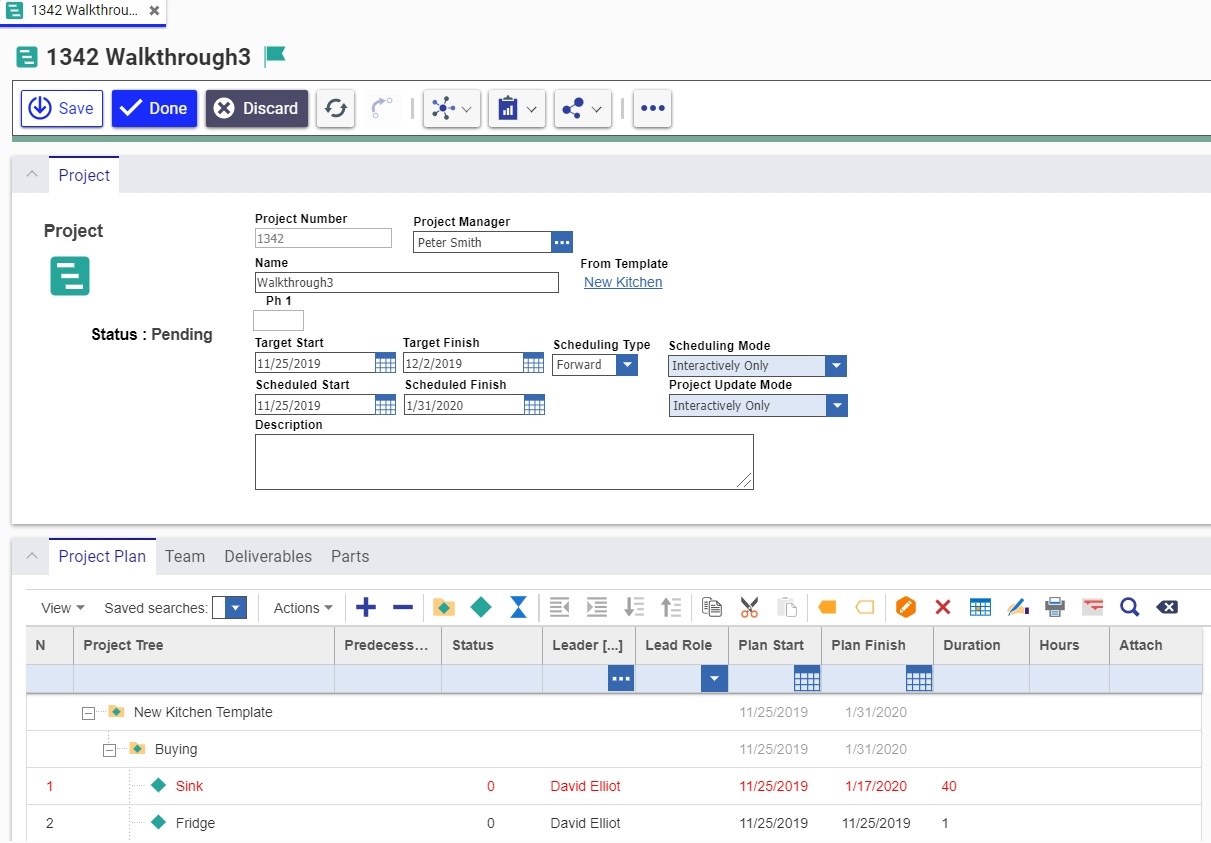 1342 Walkthrou...
1342 Walkthrough3
Save Done Discard
Project
Project
Project Number Project Manager
1342 Peter Smith
Name From Template
Walkthrough3 New Kitchen
Ph 1
Status : Pending
Target Start Target Finish Scheduling Type Scheduling Mode
11/25/2019 12/2/2019 Forward Interactively Only
Scheduled Start Scheduled Finish Project Update Mode
11/25/2019 1/31/2020 Interactively Only
Description
Project Plan Team Deliverables Parts
View Saved searches: Actions
N Project Tree Predecess... Status Leader [...] Lead Role Plan Start Plan Finish Duration Hours Attach
New Kitchen Template 11/25/2019 1/31/2020
Buying 11/25/2019 1/31/2020
1 Sink 0 David Elliot 11/25/2019 1/17/2020 40
2 Fridge 0 David Elliot 11/25/2019 11/25/2019 1